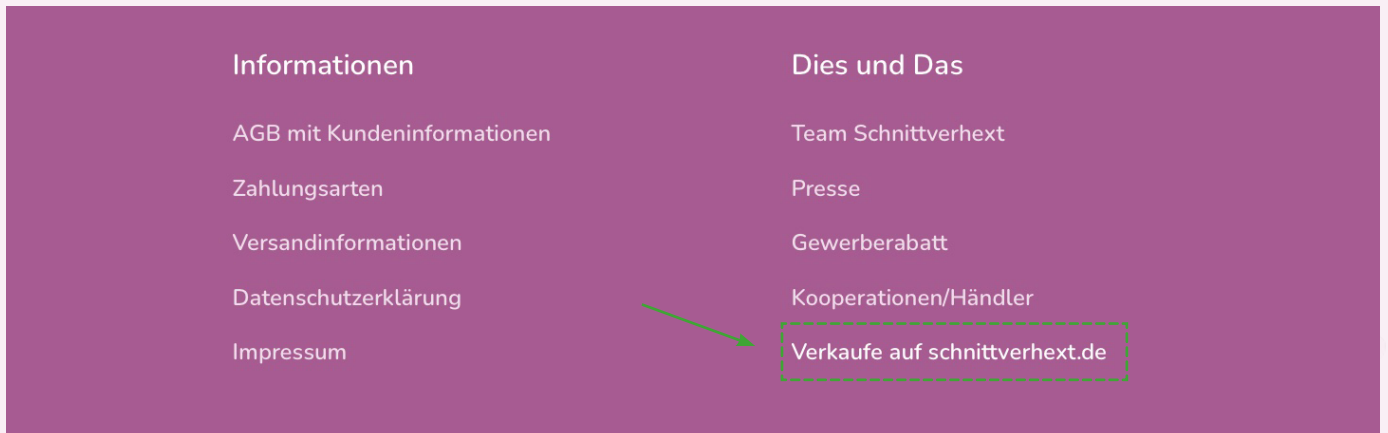 Informationen
AGB mit Kundeninformationen
Zahlungsarten
Versandinformationen
Datenschutzerklärung
Impressum
Dies und Das
Team Schnittverhext
Presse
Gewerberabatt
Kooperationen/Händler
Verkaufe auf schnittverhext.de